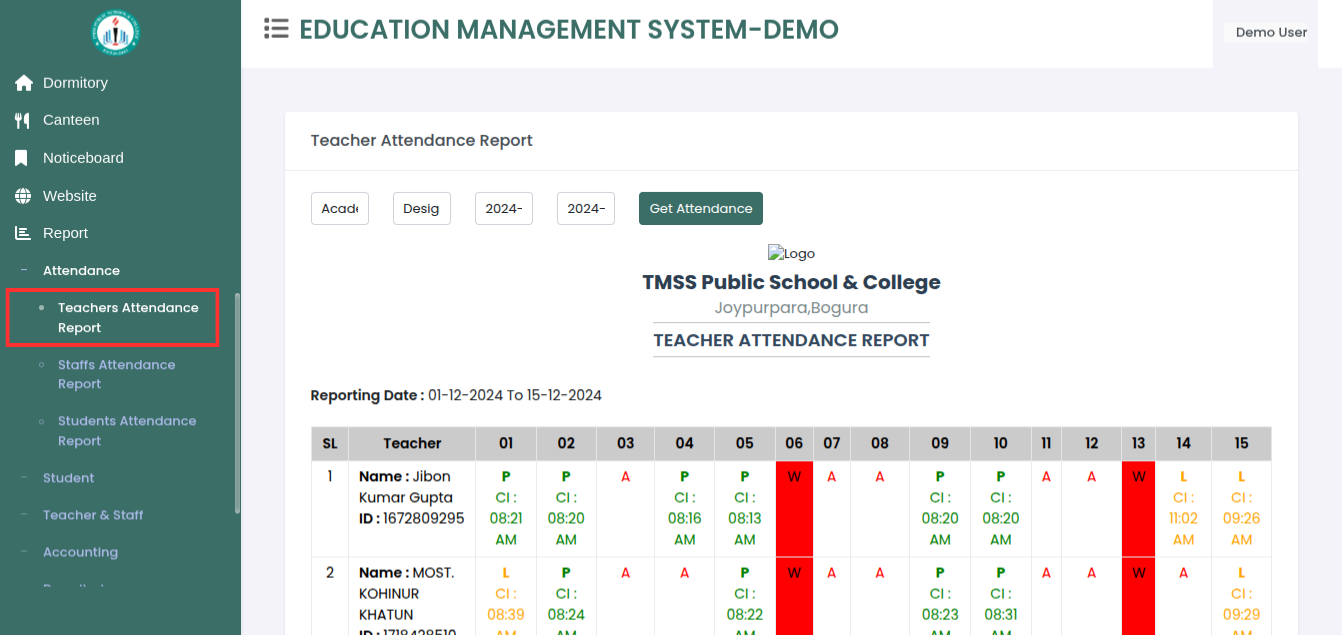 EDUCATION MANAGEMENT SYSTEM-DEMO
Demo User
Dormitory
Canteen
Noticeboard
Website
Report
Attendance
Teachers Attendance
Report
Staffs Attendance
Report
Students Attendance
Report
Student
Teacher & Staff
Accounting
Teacher Attendance Report
Acade Desig 2024- 2024- Get Attendance
Logo
TMSS Public School & College
Joypurpara,Bogura
TEACHER ATTENDANCE REPORT
Reporting Date : 01-12-2024 To 15-12-2024
SL Teacher 01 02 03 04 05 06 07 08 09 10 11 12 13 14 15
1 Name : Jibon P P A P P W A A P P A A W L L
Kumar Gupta CI : CI : CI : CI : CI : CI : CI : CI :
ID : 1672809295 08:21 08:20 08:16 08:13 08:20 08:20 11:02 09:26
AM AM AM AM AM AM AM AM
2 Name : MOST. L P A A P W A A P P A A W A L
KOHINUR CI : CI : CI : CI : CI : CI :
KHATUN 08:39 08:24 08:22 08:23 08:31 09:29
ID : 1718428510 AM AM AM AM AM AM